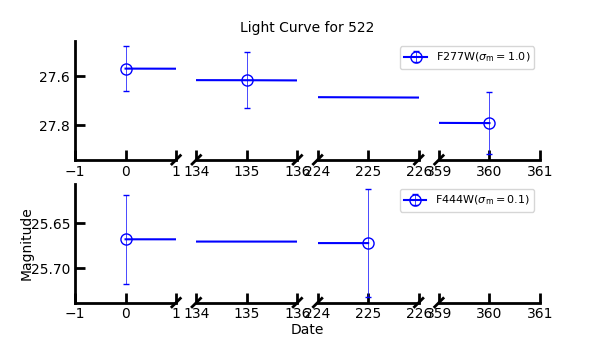 Light Curve for 522
F277W(σm = 1.0)
27.6
27.8
−1 0 1 134 135 136 224 225 226 359 360 361
F444W(σm = 0.1)
25.65
25.70
Magnitude
−1 0 1 134 135 136 224 225 226 359 360 361
Date